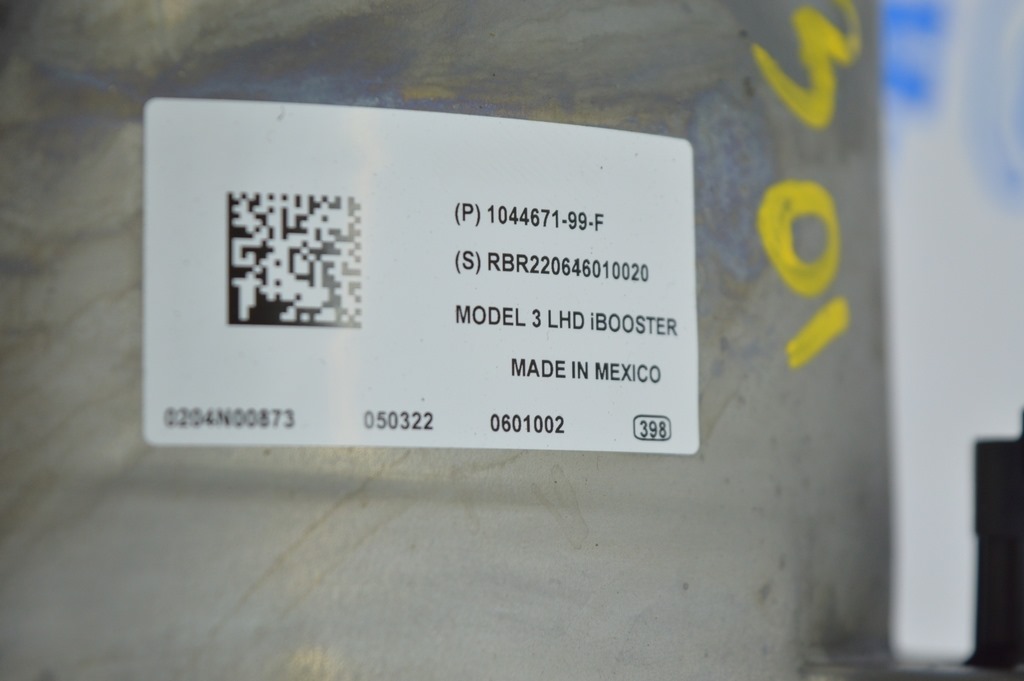 (P) 1044671-99-F
(S) RBR220646010020
MODEL 3 LHD iBOOSTER
MADE IN MEXICO
0204N00873 050322 0601002 398